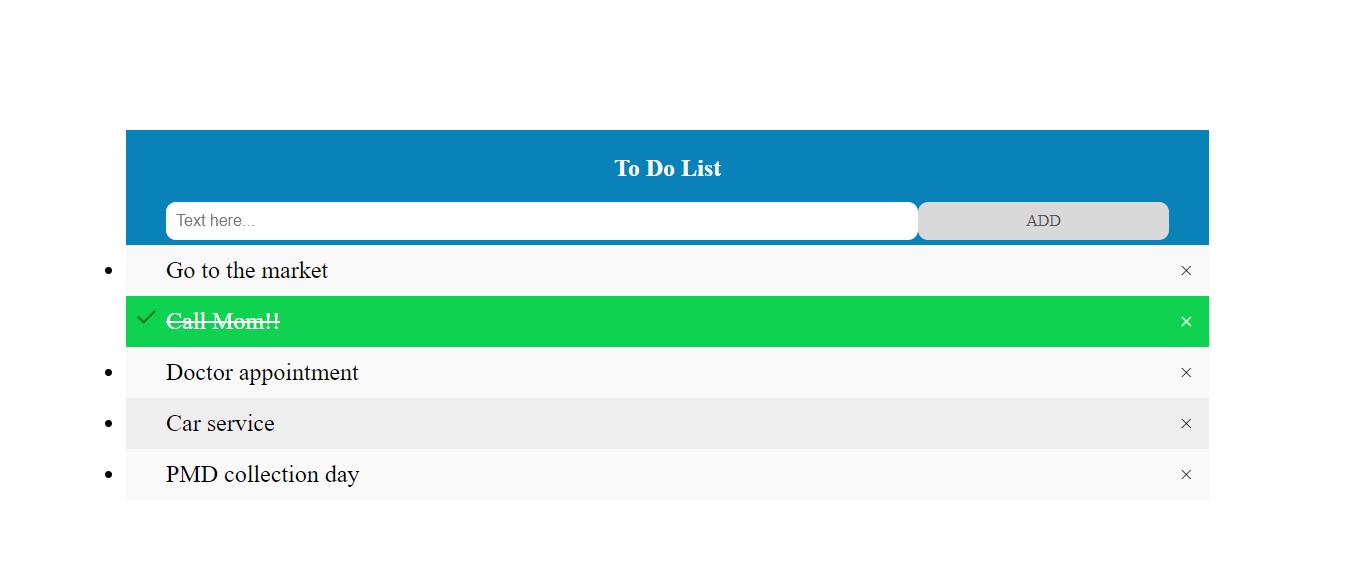 To Do List
Text here...
ADD
Go to the market
×
Call Mom!!
×
Doctor appointment
×
Car service
×
PMD collection day
×